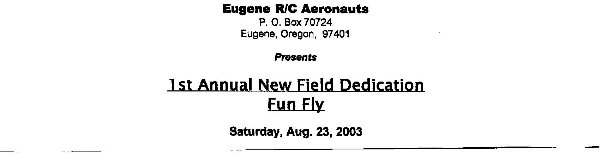 Eugene R/C Aeronauts
P. O. Box 70724
Eugene, Oregon, 97401
Presents
1st Annual New Field Dedication
Fun Fly
Saturday, Aug. 23, 2003